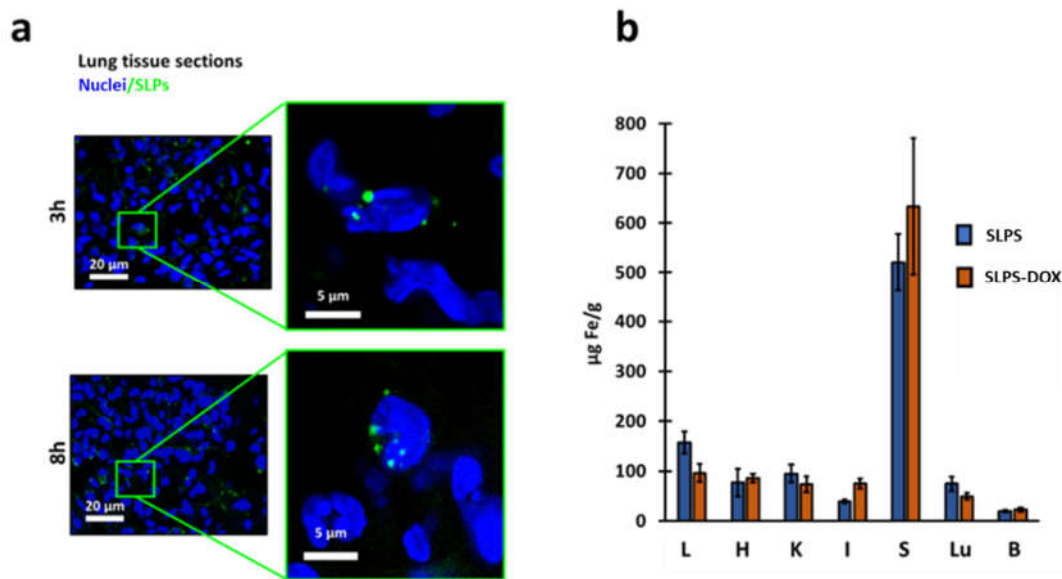 a
Lung tissue sections
Nuclei/SLPs
3h
20 µm
5 µm
8h
20 µm
5 µm
b
µg Fe/g
800
700
600
500
400
300
200
100
0
L H K I S Lu B
SLPS
SLPS-DOX